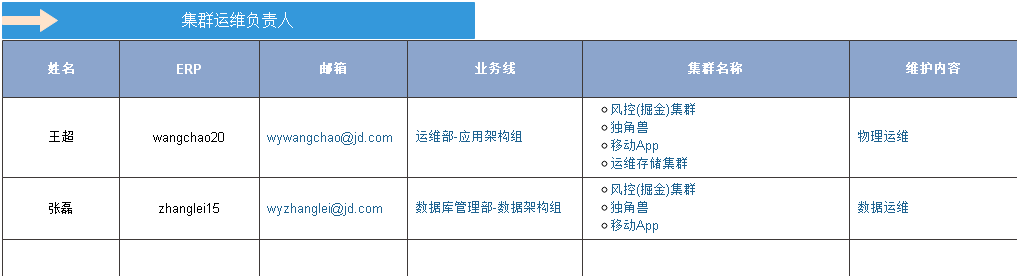 集群运维负责人
姓名 ERP 邮箱 业务线 集群名称 维护内容
王超 wangchao20 wywangchao@jd.com 运维部-应用架构组
风控(掘金)集群
独角兽
移动App
运维存储集群
物理运维
张磊 zhanglei15 wyzhanglei@jd.com 数据库管理部-数据架构组
风控(掘金)集群
独角兽
移动App
数据运维